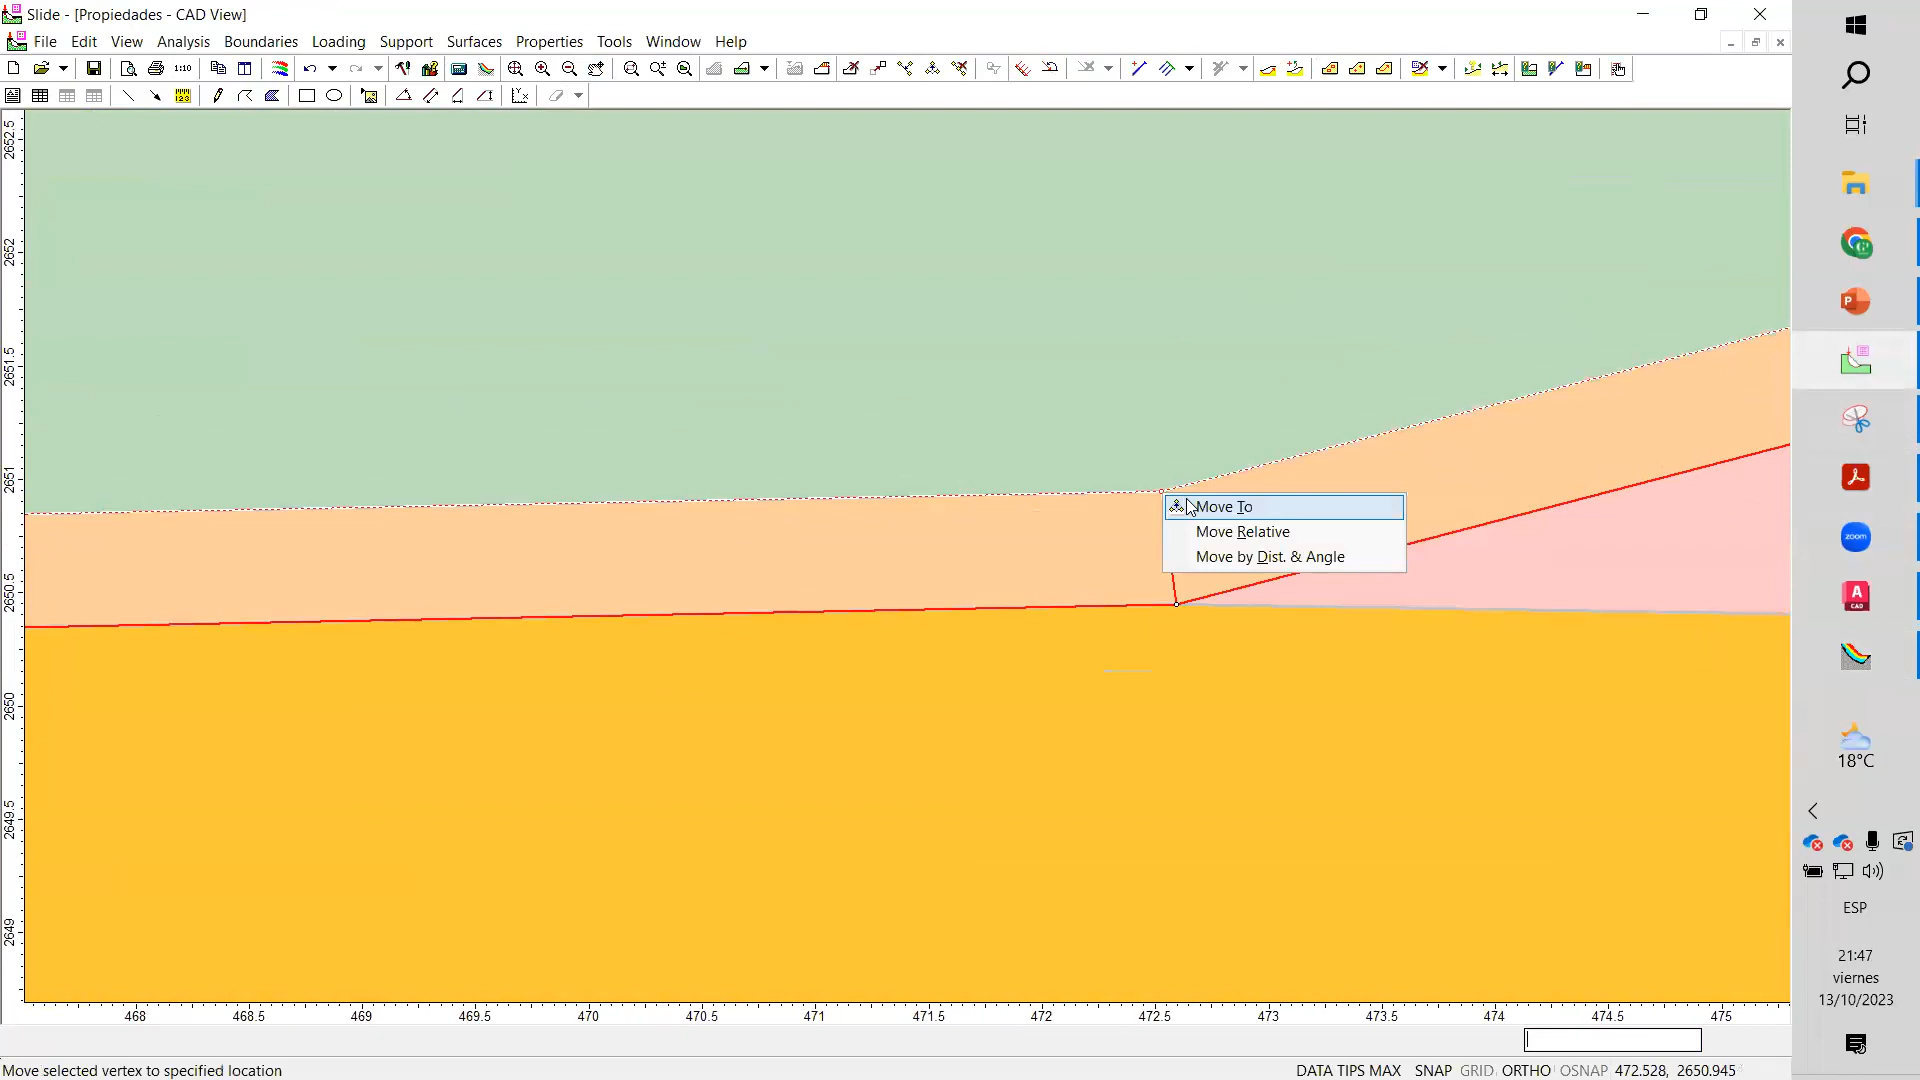 Slide - [Propiedades - CAD View]
File Edit View Analysis Boundaries Loading Support Surfaces Properties Tools Window Help
1:10
2652.5
2652
2651.5
2651
2650.5
2650
2649.5
2649
Move To
Move Relative
Move by Dist. & Angle
468 468.5 469 469.5 470 470.5 471 471.5 472 472.5 473 473.5 474 474.5 475
Move selected vertex to specified location
DATA TIPS MAX SNAP GRID ORTHO OSNAP 472.528, 2650.945
zoom
CAD
18°C
ESP
21:47
viernes
13/10/2023